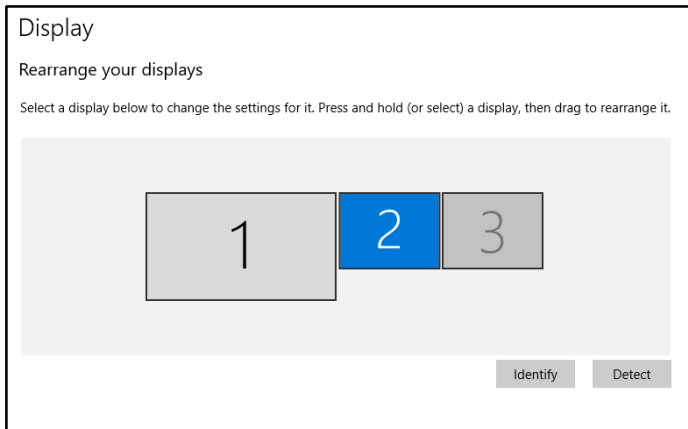 Display
Rearrange your displays
Select a display below to change the settings for it. Press and hold (or select) a display, then drag to rearrange it.
1 2 3
Identify Detect